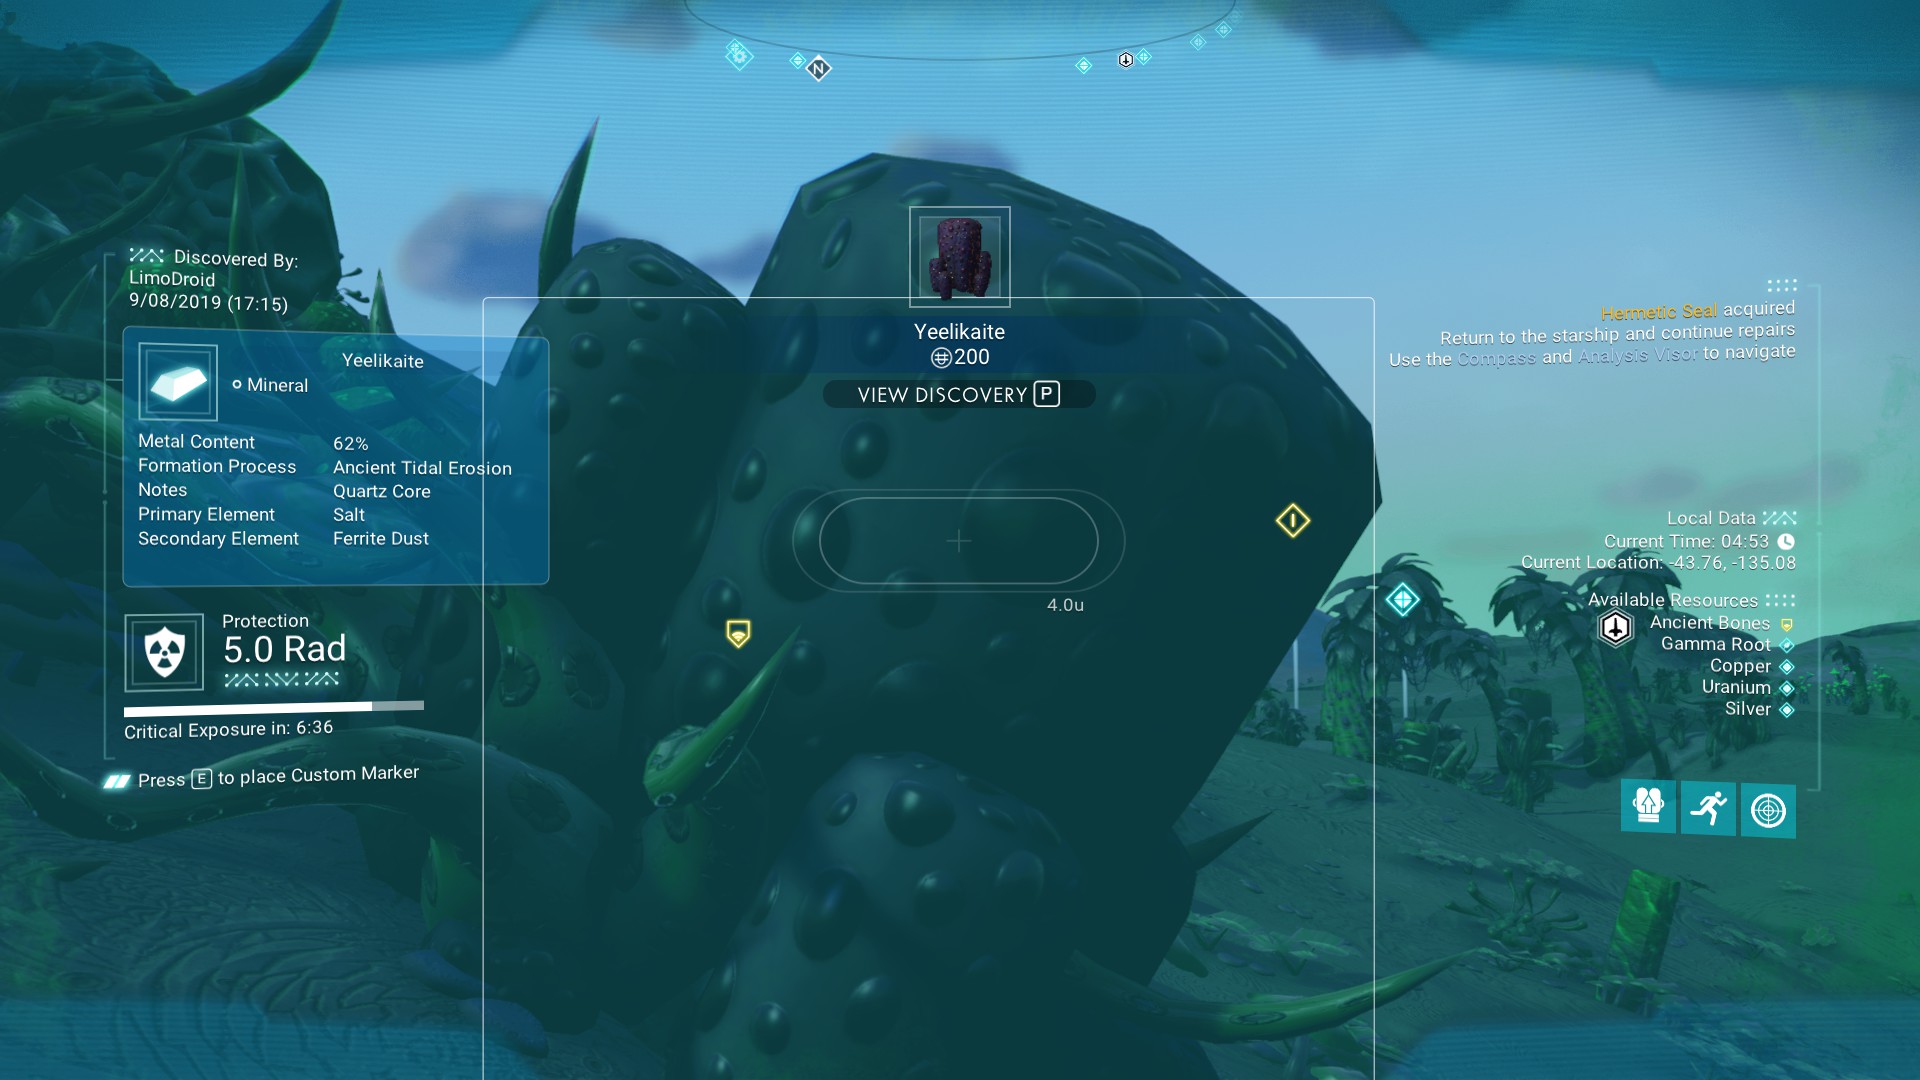 N
Discovered By:
LimoDroid
9/08/2019 (17:15)
Yeelikaite
Mineral
Metal Content 62%
Formation Process Ancient Tidal Erosion
Notes Quartz Core
Primary Element Salt
Secondary Element Ferrite Dust
Protection
5.0 Rad
Critical Exposure in: 6:36
Press E to place Custom Marker
Yeelikaite
200
VIEW DISCOVERY P
4.0u
Hermetic Seal acquired
Return to the starship and continue repairs
Use the Compass and Analysis Visor to navigate
Local Data
Current Time: 04:53
Current Location: -43.76, -135.08
Available Resources
Ancient Bones
Gamma Root
Copper
Uranium
Silver